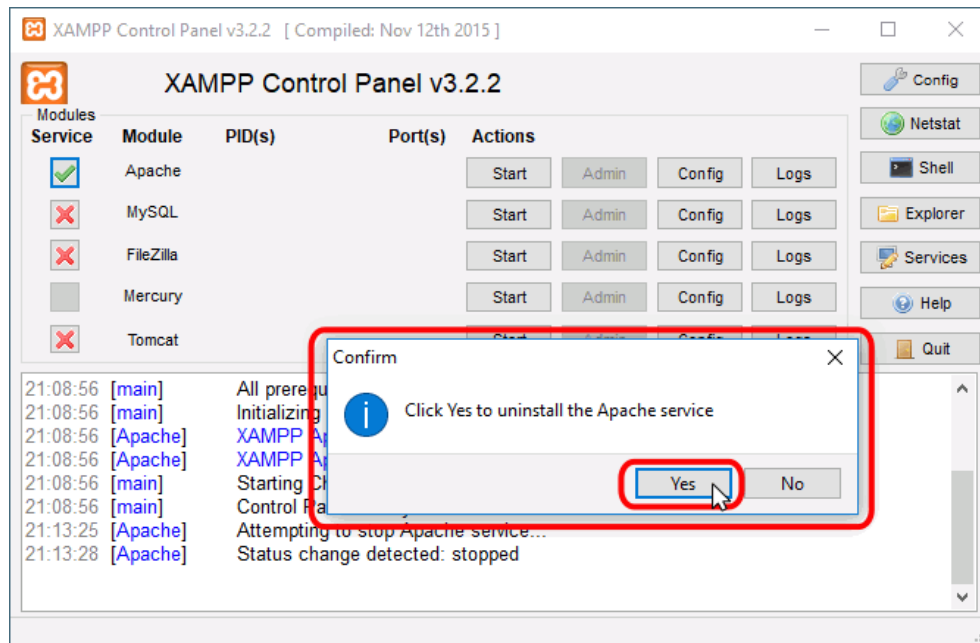 XAMPP Control Panel v3.2.2 [ Compiled: Nov 12th 2015 ]
XAMPP Control Panel v3.2.2
Modules
Service Module PID(s) Port(s) Actions
Apache Start Admin Config Logs
MySQL Start Admin Config Logs
FileZilla Start Admin Config Logs
Mercury Start Admin Config Logs
Tomcat
Config
Netstat
Shell
Explorer
Services
Help
Quit
Confirm
Click Yes to uninstall the Apache service
Yes No
21:08:56 [main] All
21:08:56 [main] Initializing
21:08:56 [Apache] XAMPP
21:08:56 [Apache] XAMPP
21:08:56 [main] Starting
21:08:56 [main] Control
21:13:25 [Apache] Attempting to stop Apache service...
21:13:28 [Apache] Status change detected: stopped